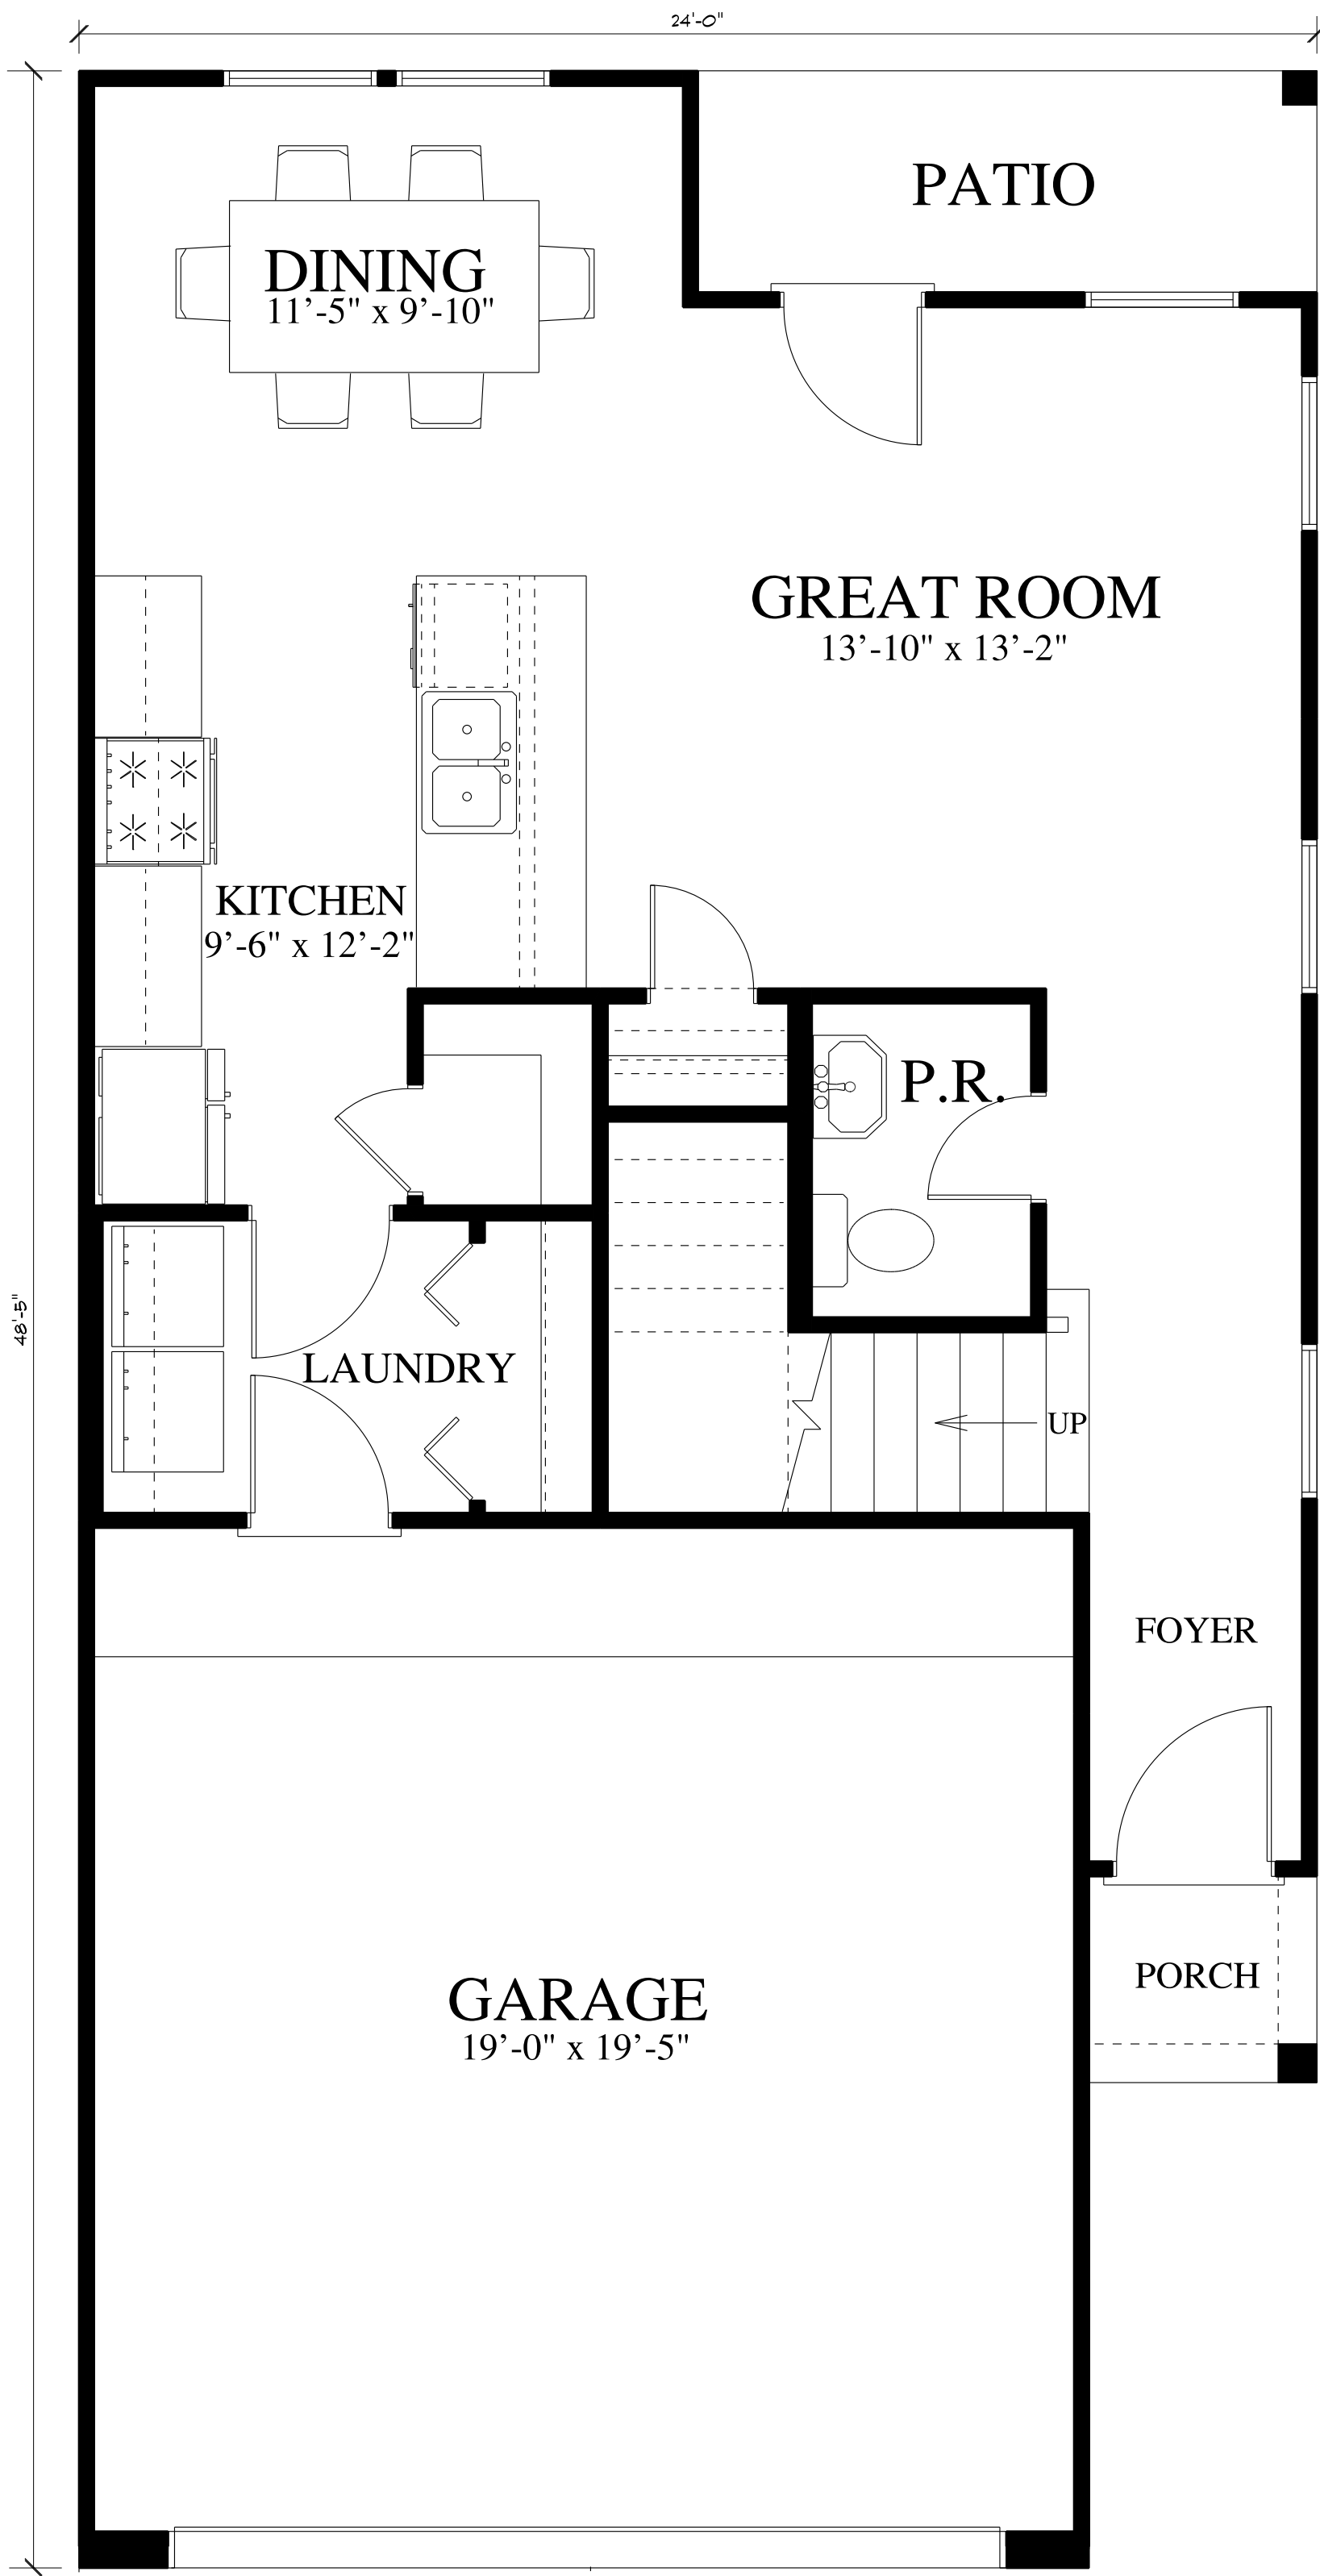 24'-0"
PATIO
DINING
11'-5" x 9'-10"
GREAT ROOM
13'-10" x 13'-2"
KITCHEN
9'-6" x 12'-2"
P.R.
48'-5"
LAUNDRY
UP
FOYER
PORCH
GARAGE
19'-0" x 19'-5"